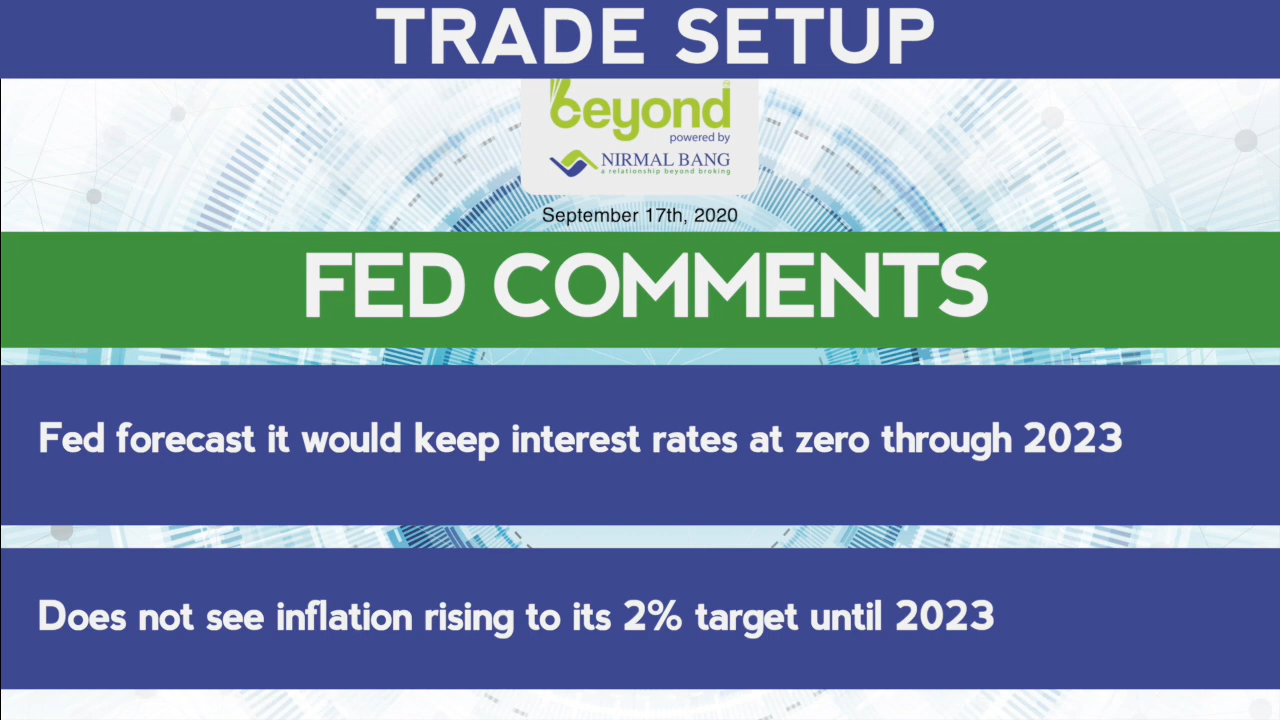 TRADE SETUP
beyond
powered by
NIRMAL BANG
a relationship beyond broking
September 17th, 2020
FED COMMENTS
Fed forecast it would keep interest rates at zero through 2023
Does not see inflation rising to its 2% target until 2023